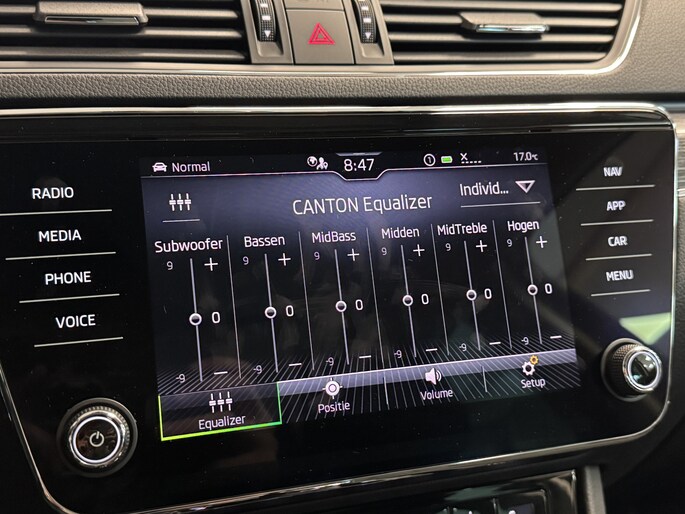 Normal
8:47
1
17.0°C
RADIO
MEDIA
PHONE
VOICE
NAV
APP
CAR
MENU
CANTON Equalizer
Individ...
Subwoofer
Bassen
MidBass
Midden
MidTreble
Hogen
9 + 9 + 9 + 9 + 9 + 9 +
0 0 0 0 0 0
-9 — -9 — -9 — -9 — -9 — -9 —
Equalizer
Positie
Volume
Setup